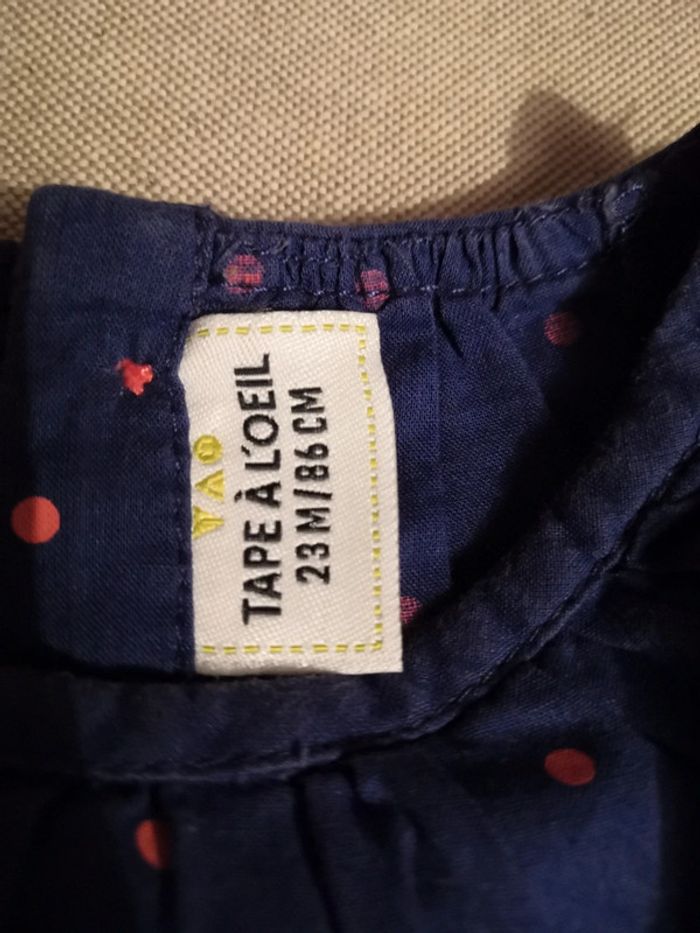 TAPE À L'OEIL
23 M/86 CM